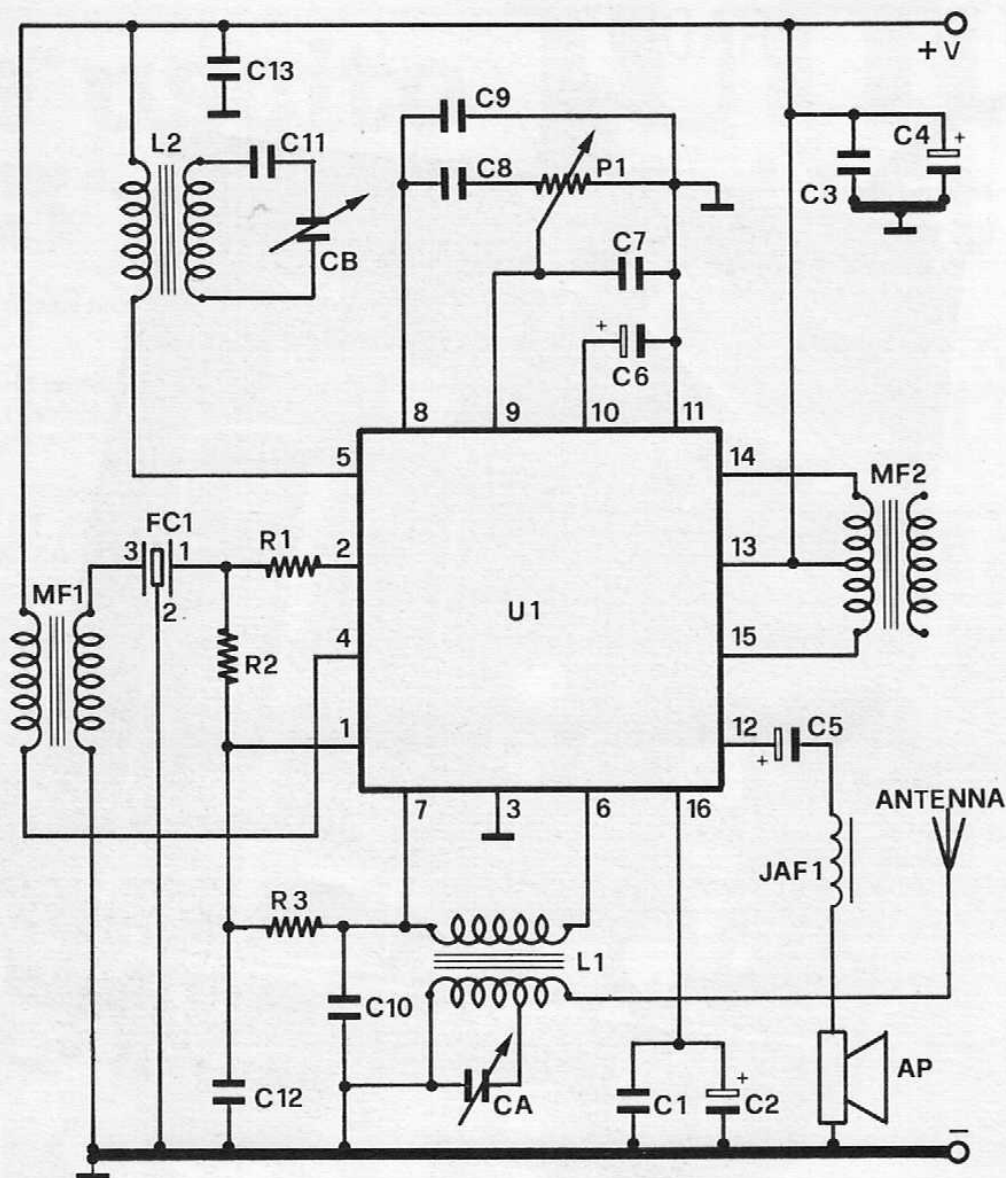 + V
C13
C9
C4 +
L2
C11
C8
P1
C3
CB
C7
+
C6
8
9
10
11
5
14
MF2
FC1
R1
2
13
3
1
MF1
2
U1
R2
4
15
1
12
C5
+
7
3
6
16
ANTENNA
JAF1
R3
L1
C10
+
AP
C12
CA
C1
C2
−